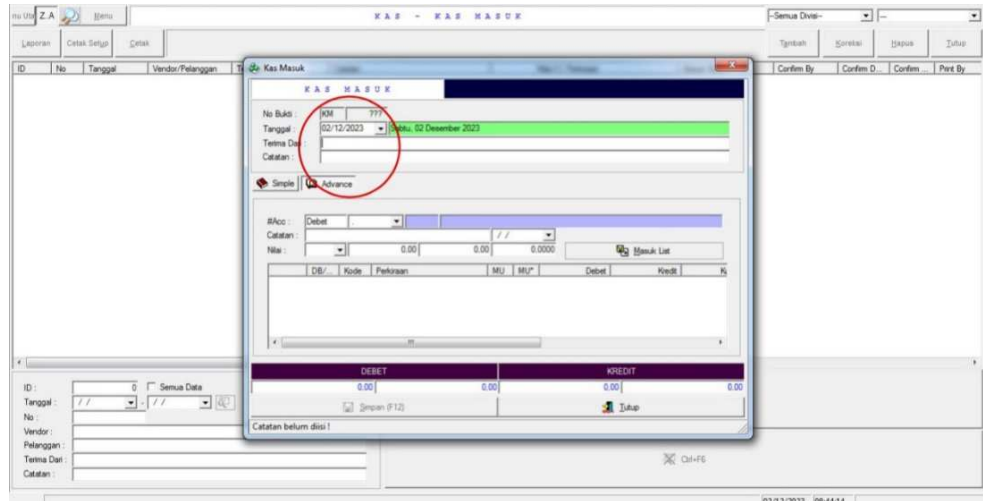 Z.A Menu KAS - KAS MASUK --Semua Divisi-- --
Laporan Cetak Setup Cetak Tambah Koreksi Hapus Tutup
ID No Tanggal Vendor/Pelanggan Confirm By Confirm D... Confirm ... Print By
Kas Masuk
KAS MASUK
No Bukti : KM ???
Tanggal : 02/12/2023 Sabtu, 02 Desember 2023
Terima Dari :
Catatan :
Simple Advance
#Acc : Debet .
Catatan : / /
Nilai : 0.00 0.00 0.0000 Masuk List
DB/... Kode Perkiraan MU MU* Debet Kredit
DEBET KREDIT
0.00 0.00 0.00 0.00
Simpan (F12) Tutup
Catatan belum diisi !
ID : 0 Semua Data
Tanggal : / / - / /
No :
Vendor :
Pelanggan :
Terima Dari :
Catatan :
Ctrl+F6